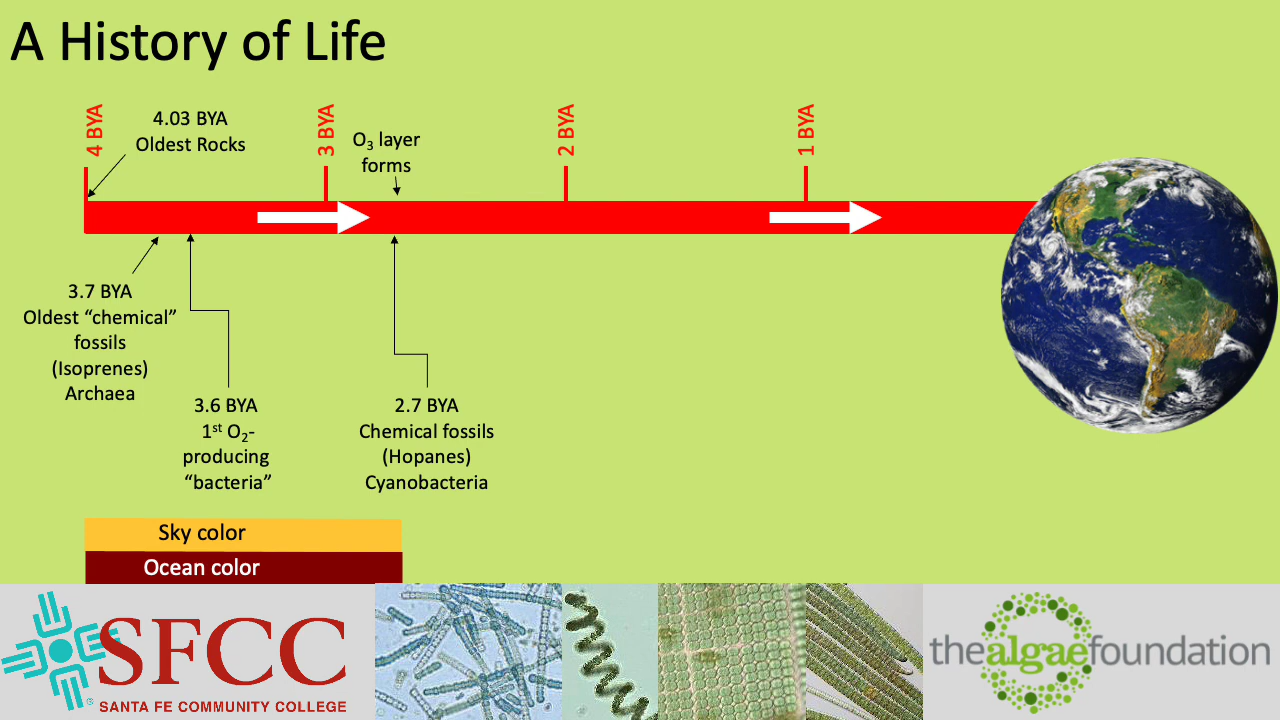 A History of Life
4 BYA
4.03 BYA
Oldest Rocks
3 BYA
O₃ layer
forms
2 BYA
1 BYA
3.7 BYA
Oldest “chemical”
fossils
(Isoprenes)
Archaea
3.6 BYA
1ˢᵗ O₂-
producing
“bacteria”
2.7 BYA
Chemical fossils
(Hopanes)
Cyanobacteria
Sky color
Ocean color
SFCC
®
SANTA FE COMMUNITY COLLEGE
thealgaefoundation